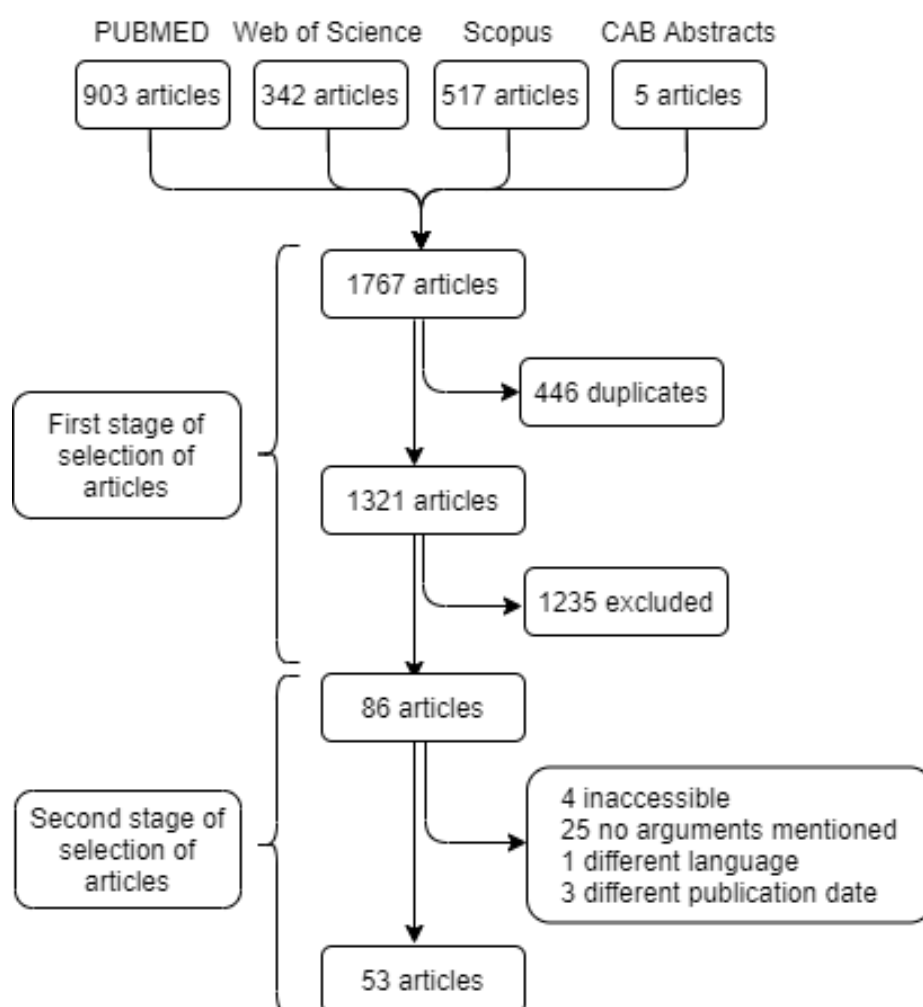 PUBMED
Web of Science
Scopus
CAB Abstracts
903 articles
342 articles
517 articles
5 articles
1767 articles
446 duplicates
First stage of
selection of
articles
1321 articles
1235 excluded
86 articles
4 inaccessible
25 no arguments mentioned
1 different language
3 different publication date
Second stage of
selection of
articles
53 articles